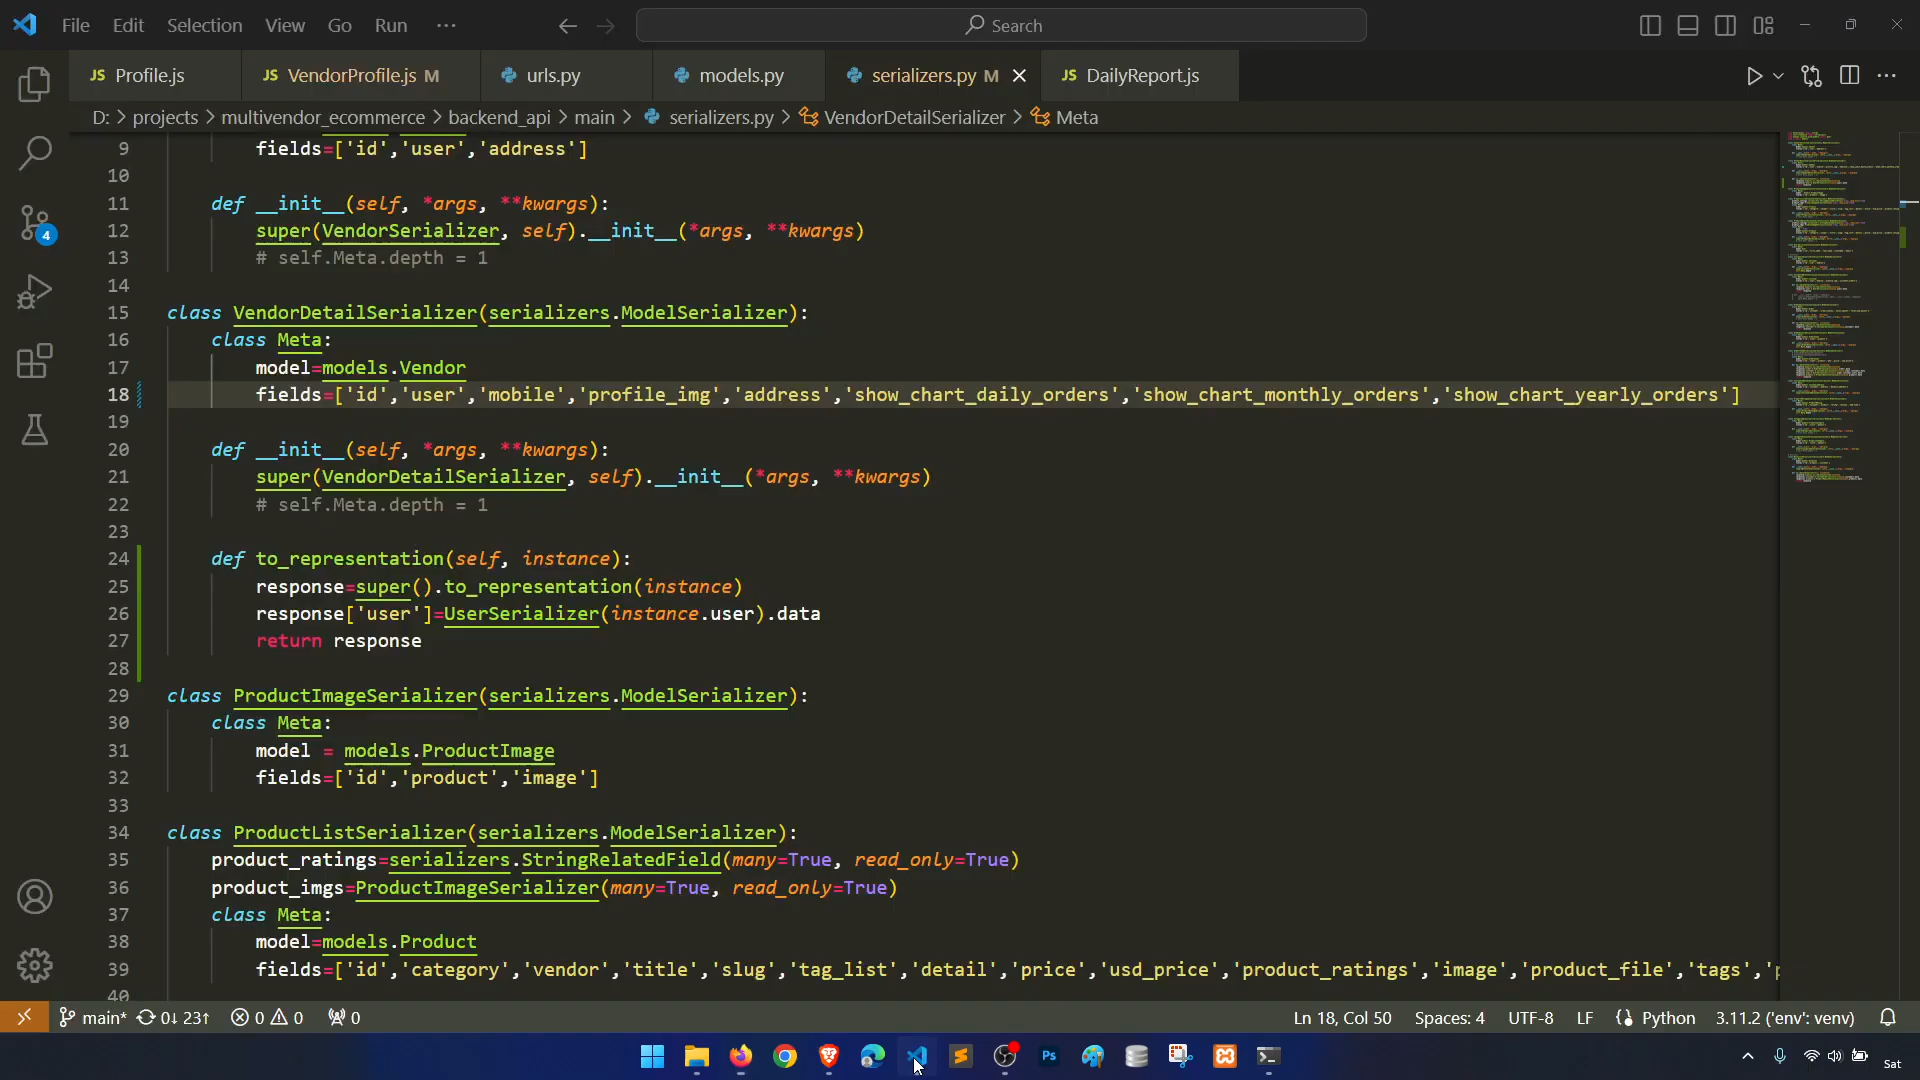 File Edit Selection View Go Run ··· Search
JS Profile.js JS VendorProfile.js M urls.py models.py serializers.py M JS DailyReport.js
D: > projects > multivendor_ecommerce > backend_api > main > serializers.py > VendorDetailSerializer > Meta
9 fields=['id','user','address']
10
11 def __init__(self, *args, **kwargs):
12 super(VendorSerializer, self).__init__(*args, **kwargs)
13 # self.Meta.depth = 1
14
15 class VendorDetailSerializer(serializers.ModelSerializer):
16 class Meta:
17 model=models.Vendor
18 fields=['id','user','mobile','profile_img','address','show_chart_daily_orders','show_chart_monthly_orders','show_chart_yearly_orders']
19
20 def __init__(self, *args, **kwargs):
21 super(VendorDetailSerializer, self).__init__(*args, **kwargs)
22 # self.Meta.depth = 1
23
24 def to_representation(self, instance):
25 response=super().to_representation(instance)
26 response['user']=UserSerializer(instance.user).data
27 return response
28
29 class ProductImageSerializer(serializers.ModelSerializer):
30 class Meta:
31 model = models.ProductImage
32 fields=['id','product','image']
33
34 class ProductListSerializer(serializers.ModelSerializer):
35 product_ratings=serializers.StringRelatedField(many=True, read_only=True)
36 product_imgs=ProductImageSerializer(many=True, read_only=True)
37 class Meta:
38 model=models.Product
39 fields=['id','category','vendor','title','slug','tag_list','detail','price','usd_price','product_ratings','image','product_file','tags','p
40
4
main* 0↓ 23↑ 0 0 0 Ln 18, Col 50 Spaces: 4 UTF-8 LF Python 3.11.2 ('env': venv)
Ps Sat